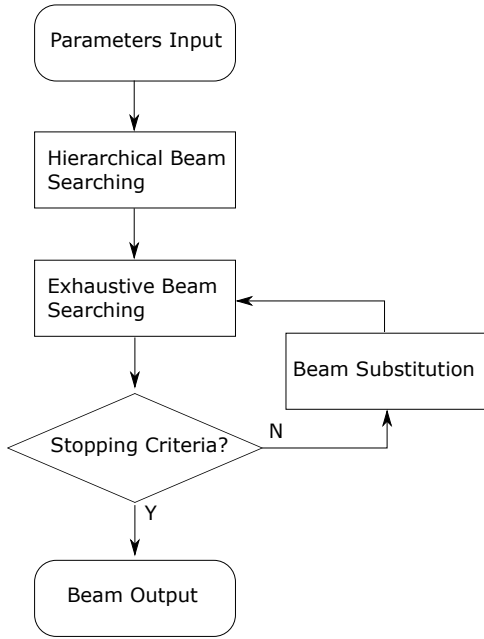 Parameters Input
Hierarchical Beam
Searching
Exhaustive Beam
Searching
Beam Substitution
Stopping Criteria?
N
Y
Beam Output